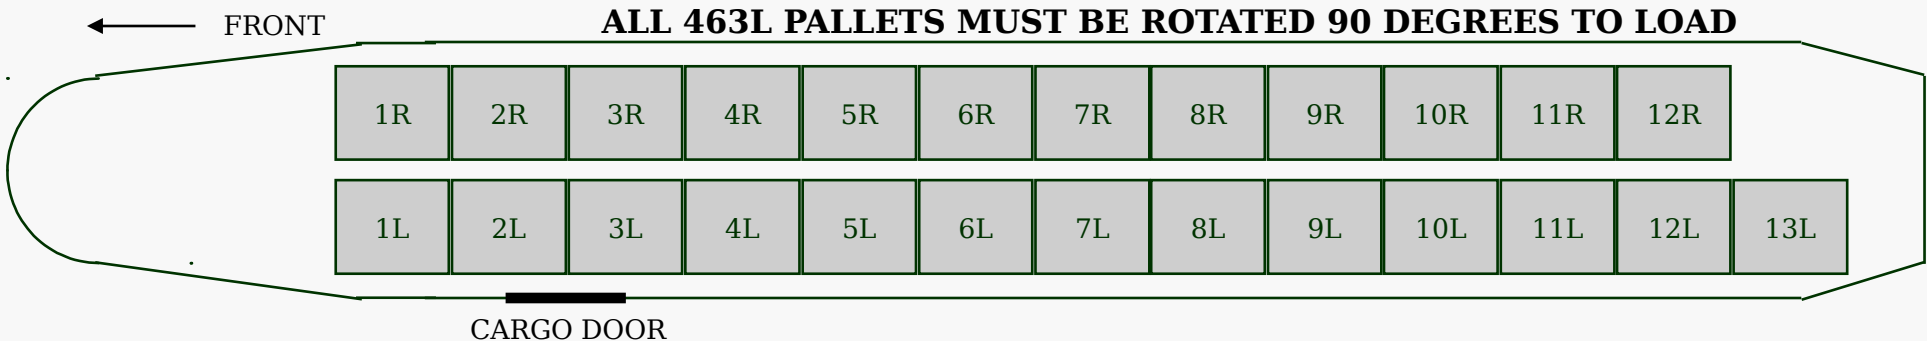 FRONT
ALL 463L PALLETS MUST BE ROTATED 90 DEGREES TO LOAD
1R 2R 3R 4R 5R 6R 7R 8R 9R 10R 11R 12R
1L 2L 3L 4L 5L 6L 7L 8L 9L 10L 11L 12L 13L
CARGO DOOR